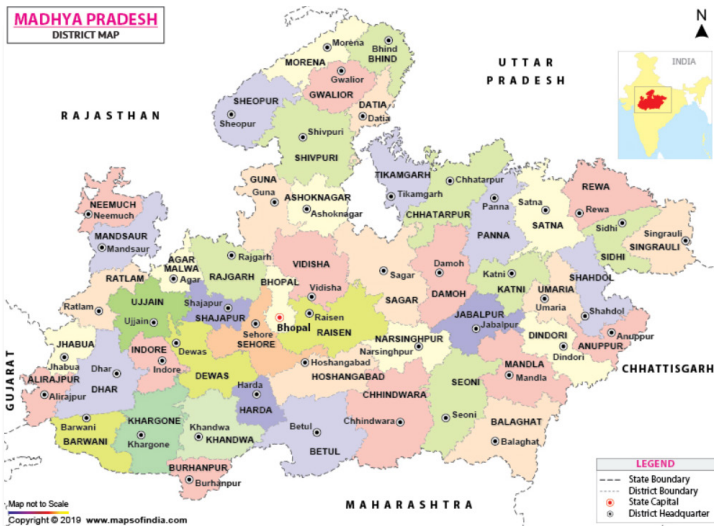 MADHYA PRADESH
DISTRICT MAP
N
INDIA
UTTAR
PRADESH
RAJASTHAN
GUJARAT
CHHATTISGARH
MAHARASHTRA
Morena
MORENA
Bhind
BHIND
Gwalior
GWALIOR
SHEOPUR
Sheopur
DATIA
Datia
Shivpuri
SHIVPURI
TIKAMGARH
Tikamgarh
Chhatarpur
CHHATARPUR
Panna
PANNA
Satna
SATNA
REWA
Rewa
Sidhi
SIDHI
Singrauli
SINGRAULI
GUNA
Guna
ASHOKNAGAR
Ashoknagar
NEEMUCH
Neemuch
MANDSAUR
Mandsaur
AGAR
MALWA
Agar
Rajgarh
RAJGARH
BHOPAL
Bhopal
VIDISHA
Vidisha
Sagar
SAGAR
Damoh
DAMOH
Katni
KATNI
UMARIA
Umaria
SHAHDOL
Shahdol
RATLAM
Ratlam
UJJAIN
Ujjain
Shajapur
SHAJAPUR
Sehore
SEHORE
Raisen
RAISEN
NARSINGHPUR
Narsinghpur
JABALPUR
Jabalpur
DINDORI
Dindori
Anuppur
ANUPPUR
JHABUA
Jhabua
ALIRAJPUR
Alirajpur
Dhar
DHAR
INDORE
Indore
Dewas
DEWAS
Harda
HARDA
Hoshangabad
HOSHANGABAD
CHHINDWARA
Chhindwara
SEONI
Seoni
MANDLA
Mandla
BALAGHAT
Balaghat
Barwani
BARWANI
KHARGONE
Khargone
Khandwa
KHANDWA
BURHANPUR
Burhanpur
Betul
BETUL
LEGEND
State Boundary
District Boundary
State Capital
District Headquarter
Map not to Scale
Copyright © 2019 www.mapsofindia.com